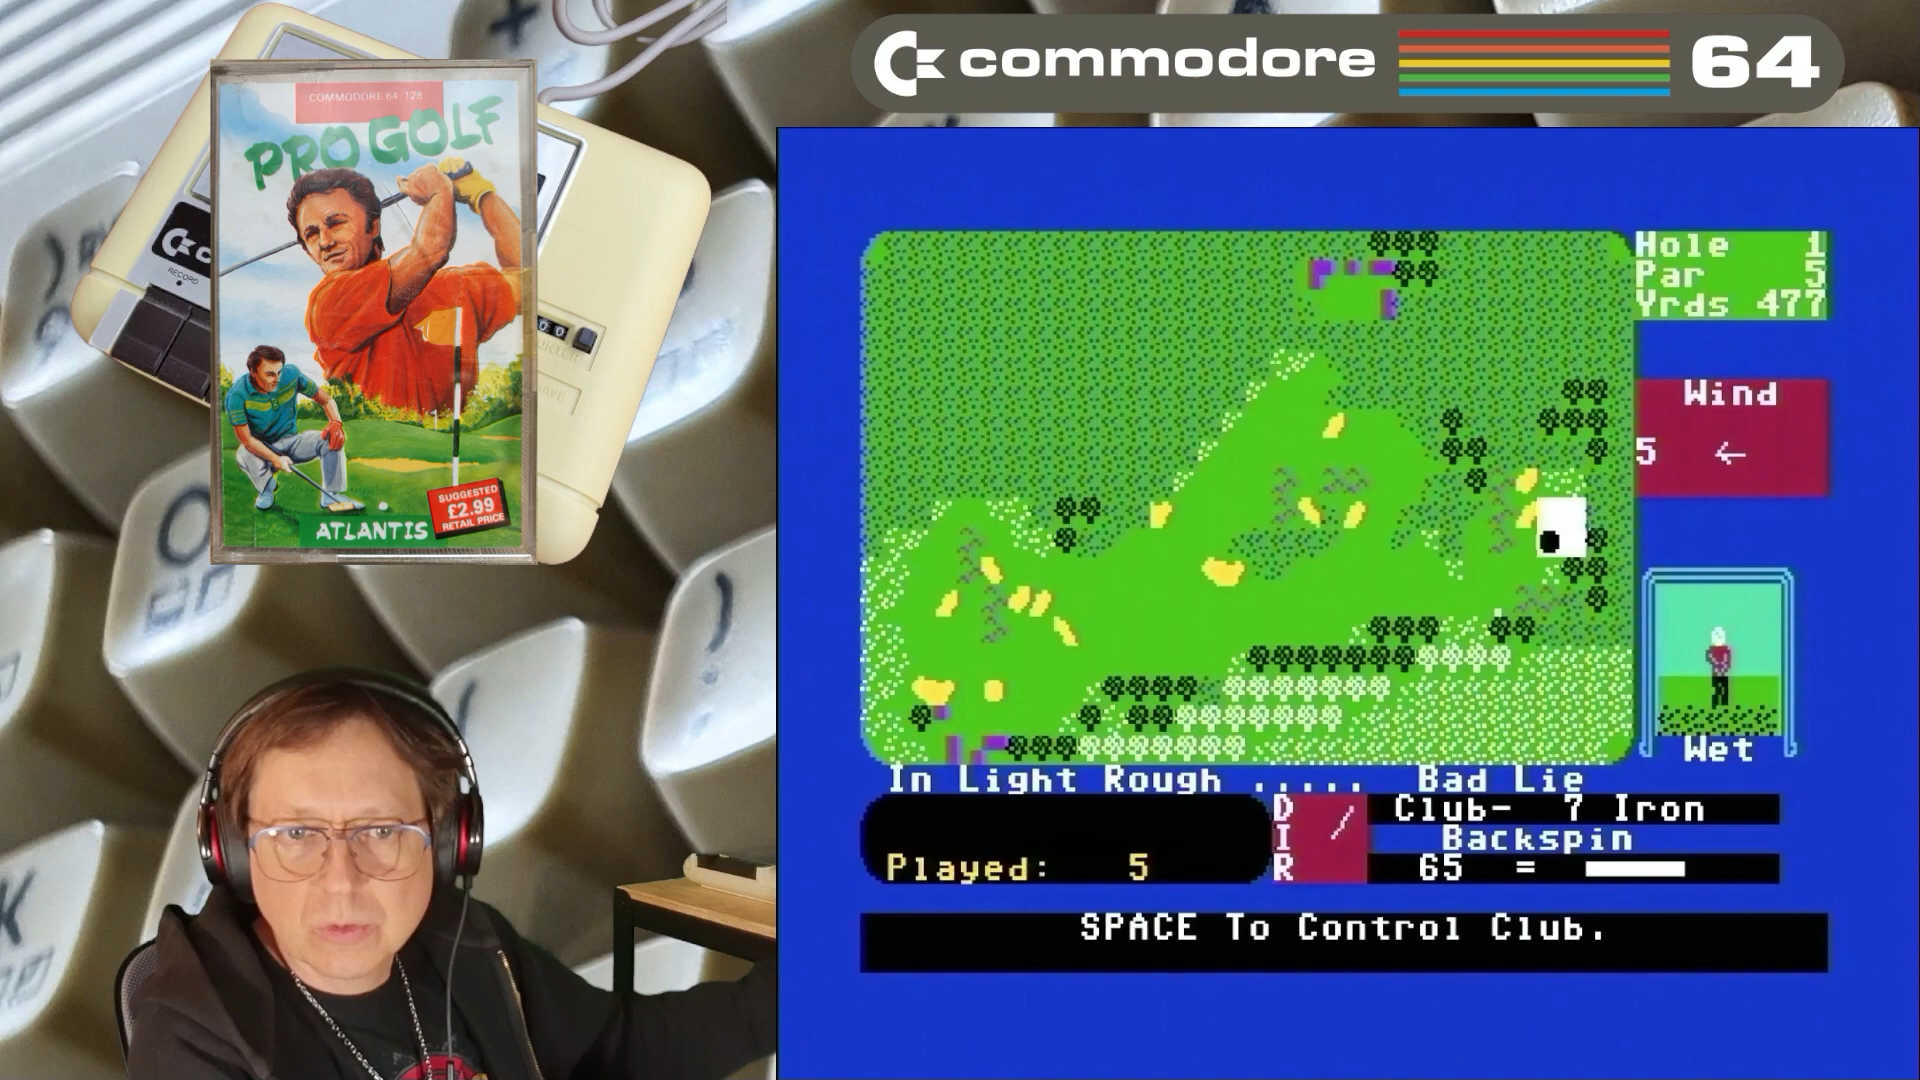 commodore 64
COMMODORE 64/128
PRO GOLF
RECORD
SUGGESTED
£2.99
RETAIL PRICE
ATLANTIS
Hole 1
Par 5
Yrds 477
Wind
5 ←
Wet
In Light Rough ..... Bad Lie
Played: 5
DIR
Club- 7 Iron
Backspin
65 =
SPACE To Control Club.